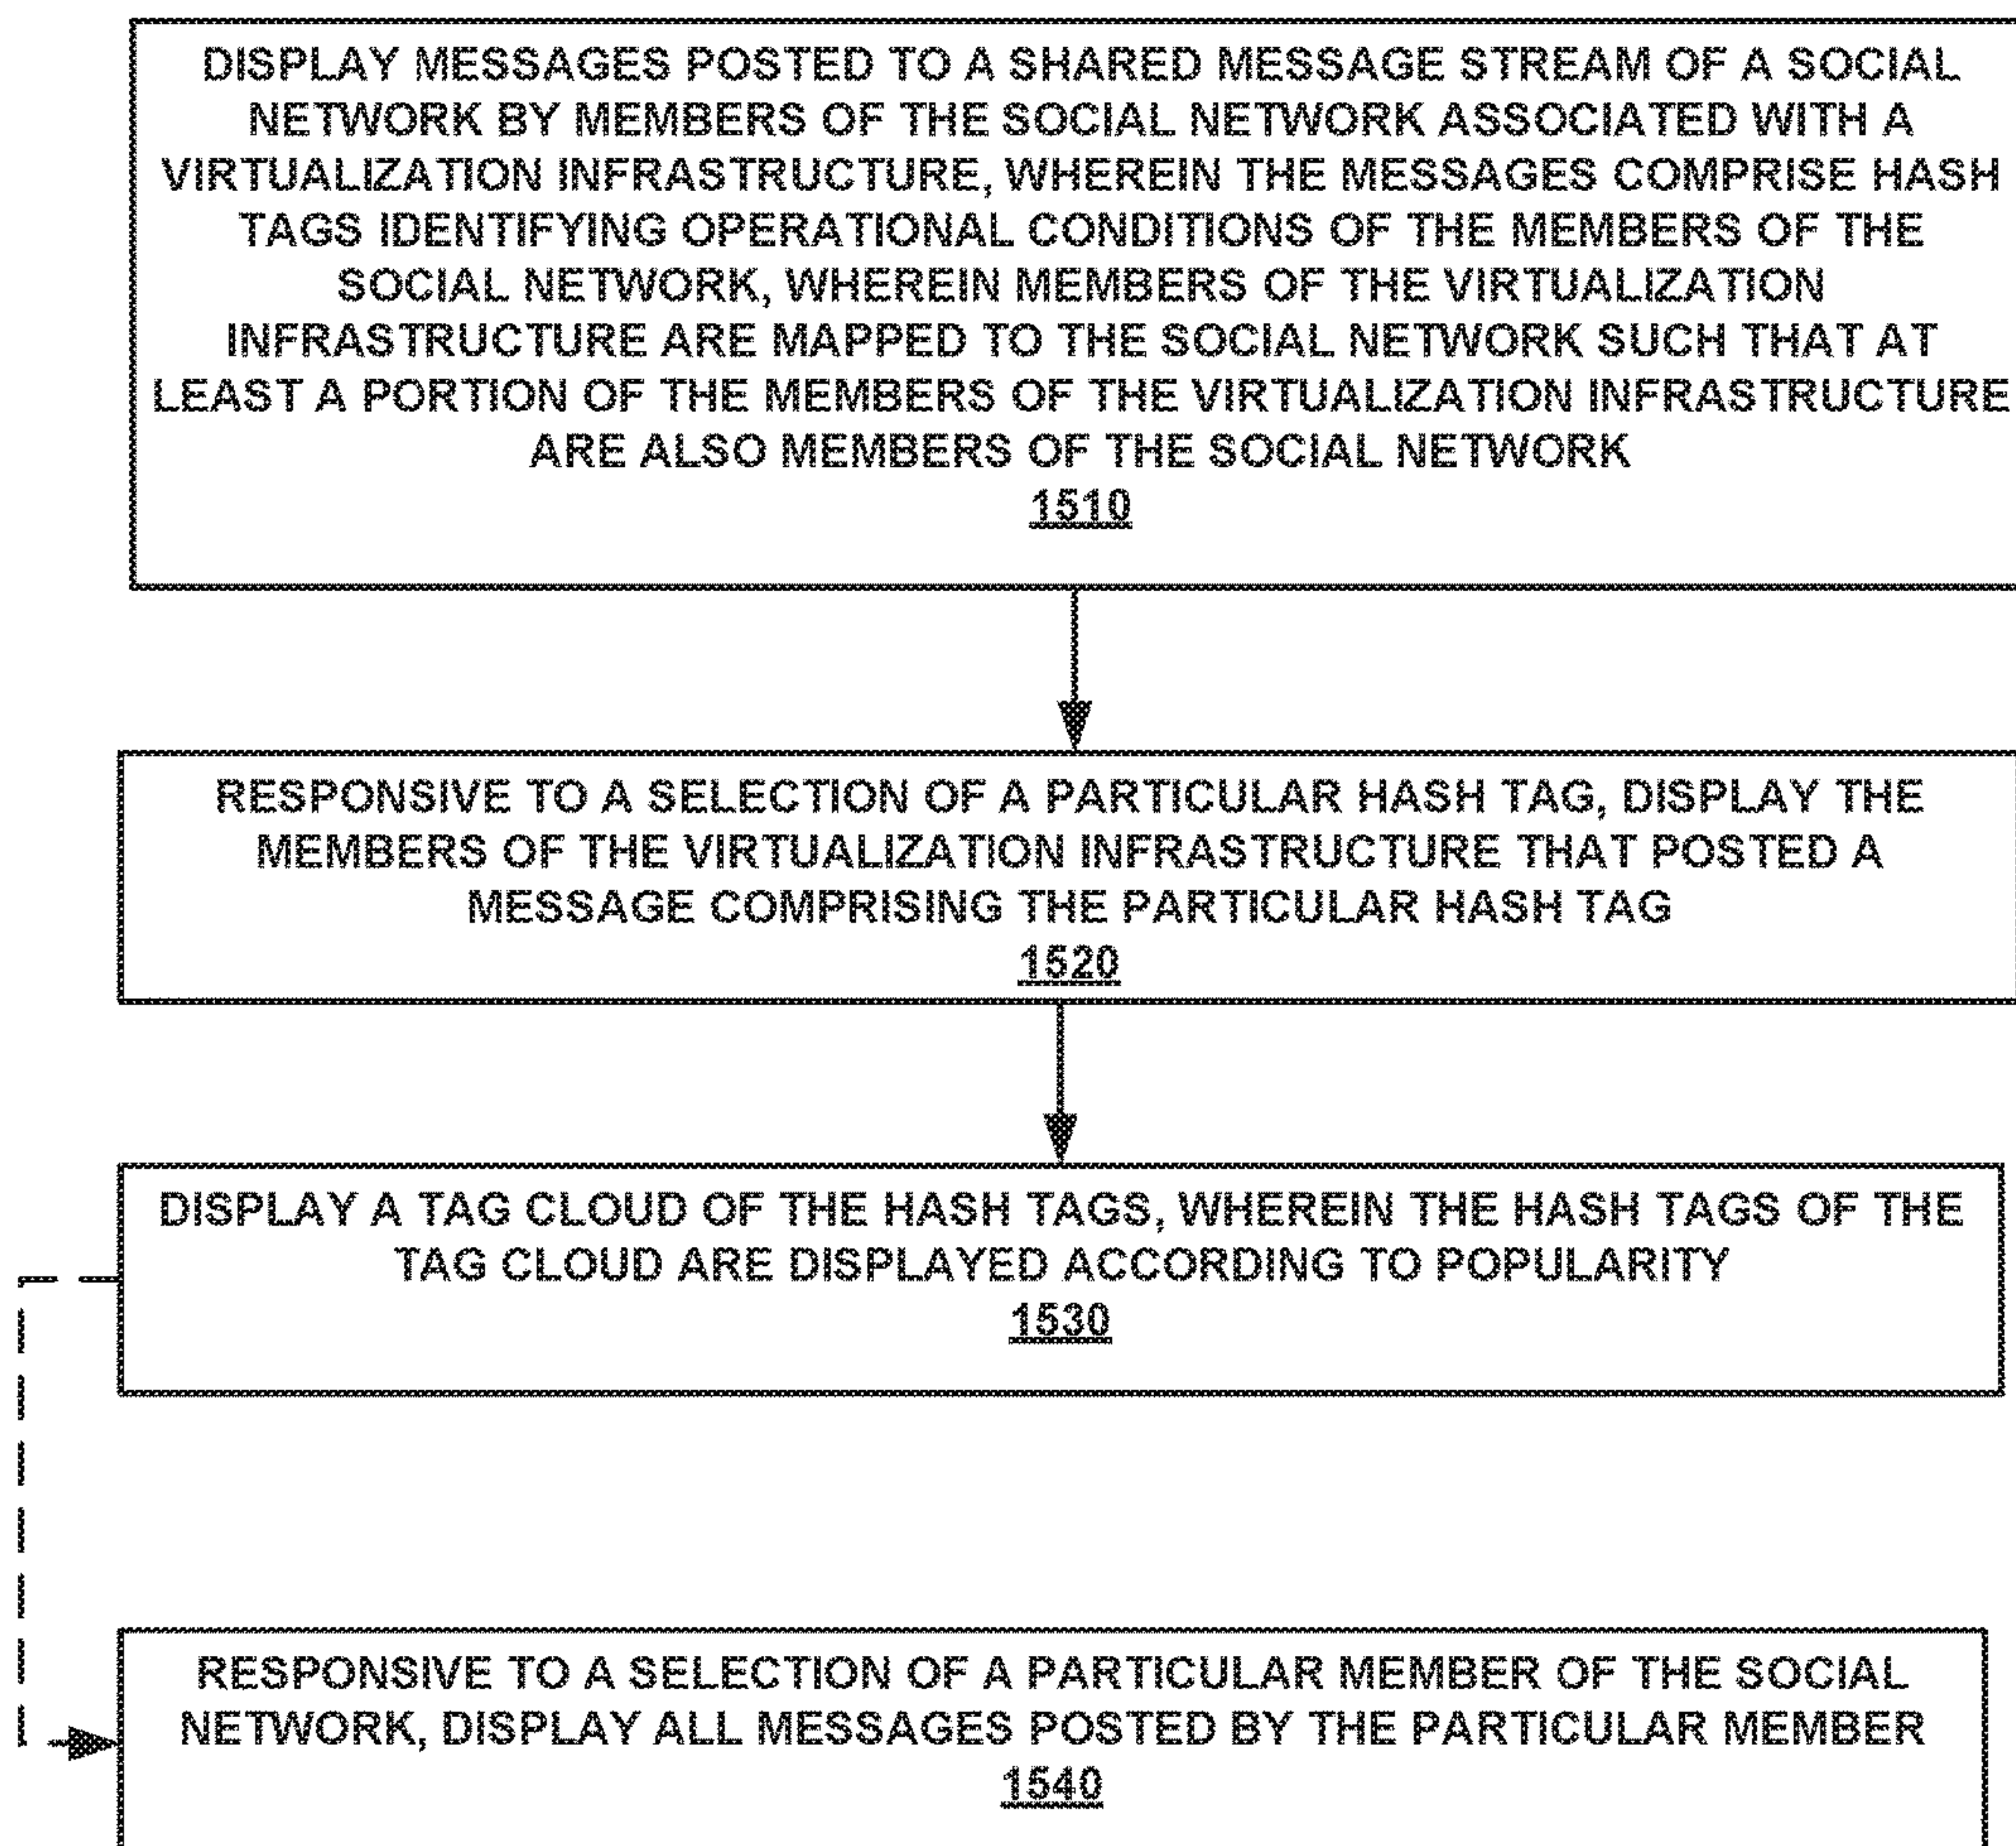 DISPLAY MESSAGES POSTED TO A SHARED MESSAGE STREAM OF A SOCIAL
NETWORK BY MEMBERS OF THE SOCIAL NETWORK ASSOCIATED WITH A
VIRTUALIZATION INFRASTRUCTURE, WHEREIN THE MESSAGES COMPRISE HASH
TAGS IDENTIFYING OPERATIONAL CONDITIONS OF THE MEMBERS OF THE
SOCIAL NETWORK, WHEREIN MEMBERS OF THE VIRTUALIZATION
INFRASTRUCTURE ARE MAPPED TO THE SOCIAL NETWORK SUCH THAT AT
LEAST A PORTION OF THE MEMBERS OF THE VIRTUALIZATION INFRASTRUCTURE
ARE ALSO MEMBERS OF THE SOCIAL NETWORK
1510
RESPONSIVE TO A SELECTION OF A PARTICULAR HASH TAG, DISPLAY THE
MEMBERS OF THE VIRTUALIZATION INFRASTRUCTURE THAT POSTED A
MESSAGE COMPRISING THE PARTICULAR HASH TAG
1520
DISPLAY A TAG CLOUD OF THE HASH TAGS, WHEREIN THE HASH TAGS OF THE
TAG CLOUD ARE DISPLAYED ACCORDING TO POPULARITY
1530
RESPONSIVE TO A SELECTION OF A PARTICULAR MEMBER OF THE SOCIAL
NETWORK, DISPLAY ALL MESSAGES POSTED BY THE PARTICULAR MEMBER
1540